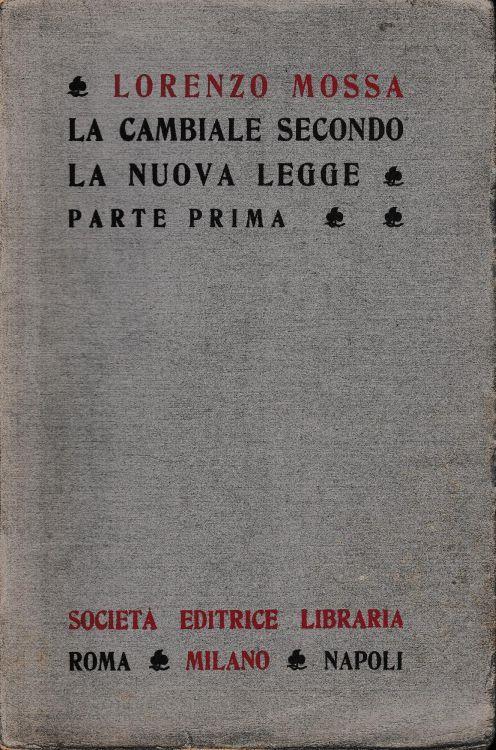 LORENZO MOSSA
LA CAMBIALE SECONDO
LA NUOVA LEGGE
PARTE PRIMA
SOCIETÀ EDITRICE LIBRARIA
ROMA MILANO NAPOLI